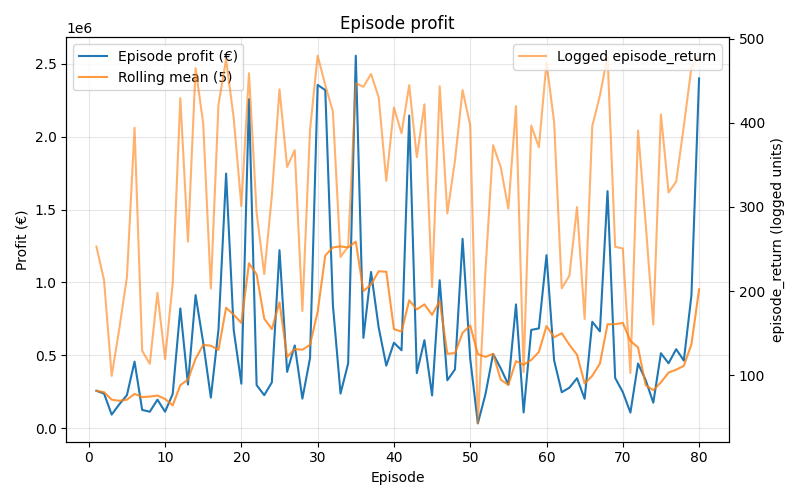 Episode profit
1e6
Episode profit (€)
Rolling mean (5)
Logged episode_return
2.5
2.0
1.5
1.0
0.5
0.0
Profit (€)
500
400
300
200
100
episode_return (logged units)
0 10 20 30 40 50 60 70 80
Episode